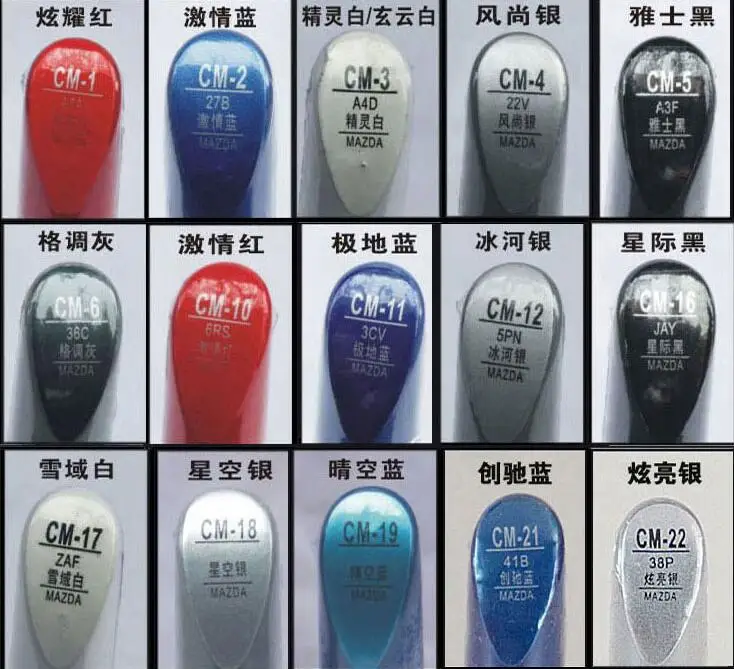 炫耀红
激情蓝
精灵白/玄云白
风尚银
雅士黑
CM-1
MAZDA
CM-2
27B
激情蓝
MAZDA
CM-3
A4D
精灵白
MAZDA
CM-4
22V
风尚银
MAZDA
CM-5
A3F
雅士黑
MAZDA
格调灰
激情红
极地蓝
冰河银
星际黑
CM-6
36C
格调灰
MAZDA
CM-10
6RS
激情红
MAZDA
CM-11
3CV
极地蓝
MAZDA
CM-12
5PN
冰河银
MAZDA
CM-16
JAY
星际黑
MAZDA
雪域白
星空银
晴空蓝
创驰蓝
炫亮银
CM-17
ZAF
雪域白
MAZDA
CM-18
星空银
MAZDA
CM-19
晴空蓝
MAZDA
CM-21
41B
创驰蓝
MAZDA
CM-22
38P
炫亮银
MAZDA